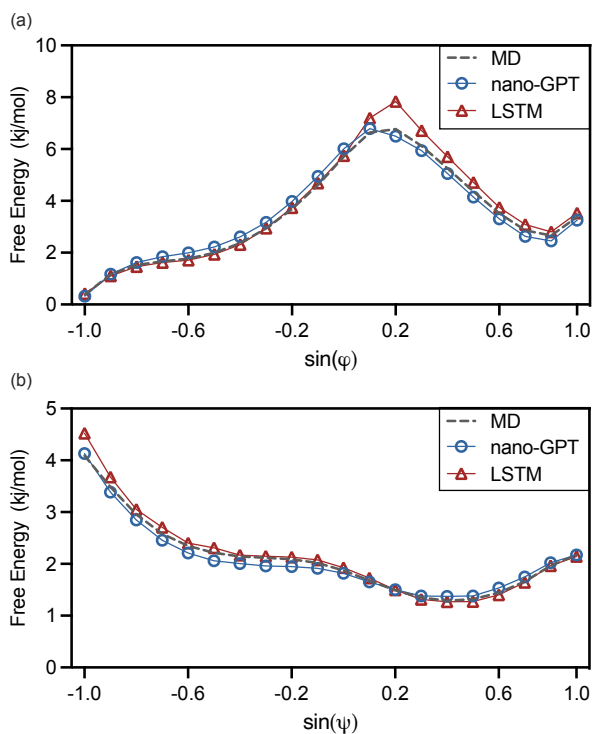 (a)
10
8
6
4
2
0
Free Energy (kj/mol)
MD
nano-GPT
LSTM
-1.0 -0.6 -0.2 0.2 0.6 1.0
sin(φ)
(b)
5
4
3
2
1
0
Free Energy (kj/mol)
MD
nano-GPT
LSTM
-1.0 -0.6 -0.2 0.2 0.6 1.0
sin(ψ)